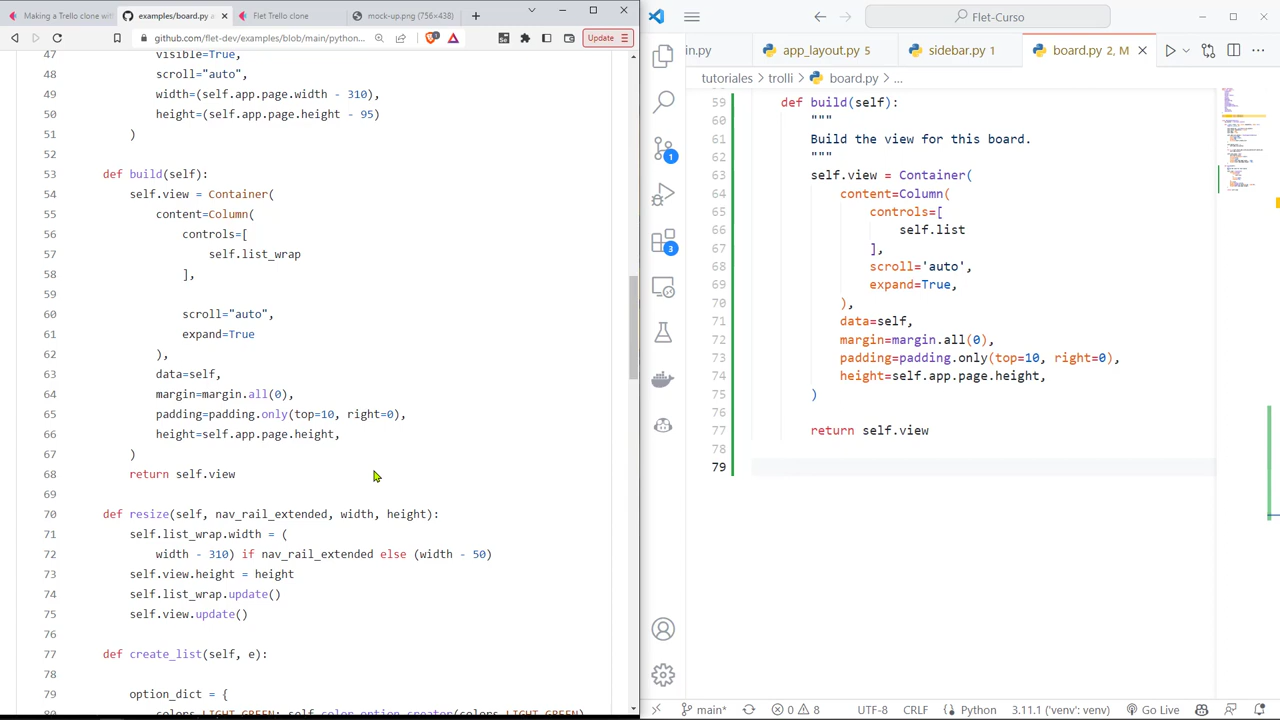 Making a Trello clone with
examples/board.py a
Flet Trello clone
mock-up.png (756×438)
github.com/flet-dev/examples/blob/main/python...
Update
47 visible=True,
48 scroll="auto",
49 width=(self.app.page.width - 310),
50 height=(self.app.page.height - 95)
51 )
52
53 def build(self):
54 self.view = Container(
55 content=Column(
56 controls=[
57 self.list_wrap
58 ],
59
60 scroll="auto",
61 expand=True
62 ),
63 data=self,
64 margin=margin.all(0),
65 padding=padding.only(top=10, right=0),
66 height=self.app.page.height,
67 )
68 return self.view
69
70 def resize(self, nav_rail_extended, width, height):
71 self.list_wrap.width = (
72 width - 310) if nav_rail_extended else (width - 50)
73 self.view.height = height
74 self.list_wrap.update()
75 self.view.update()
76
77 def create_list(self, e):
78
79 option_dict = {
80 colors.LIGHT_GREEN: self.color_option_creator(colors.LIGHT_GREEN)
Flet-Curso
in.py
app_layout.py 5
sidebar.py 1
board.py 2, M
tutoriales > trolli > board.py > ...
59 def build(self):
60 """
61 Build the view for this board.
62 """
63 self.view = Container(
64 content=Column(
65 controls=[
66 self.list
67 ],
68 scroll='auto',
69 expand=True,
70 ),
71 data=self,
72 margin=margin.all(0),
73 padding=padding.only(top=10, right=0),
74 height=self.app.page.height,
75 )
76
77 return self.view
78
79
1
3
main*
0 8
UTF-8
CRLF
Python
3.11.1 ('venv': venv)
Go Live